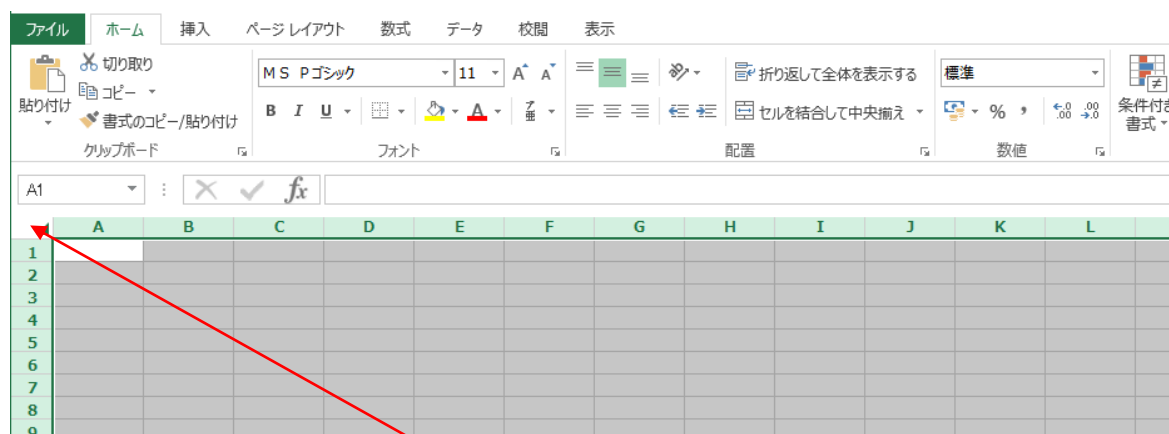 ファイル ホーム 挿入 ページ レイアウト 数式 データ 校閲 表示
切り取り
コピー
書式のコピー/貼り付け
貼り付け
クリップボード
ＭＳ Ｐゴシック 11 A A
B I U A
フォント
折り返して全体を表示する
セルを結合して中央揃え
配置
標準
% ,
数値
条件付き
書式
A1 fx
A B C D E F G H I J K L
1
2
3
4
5
6
7
8
9